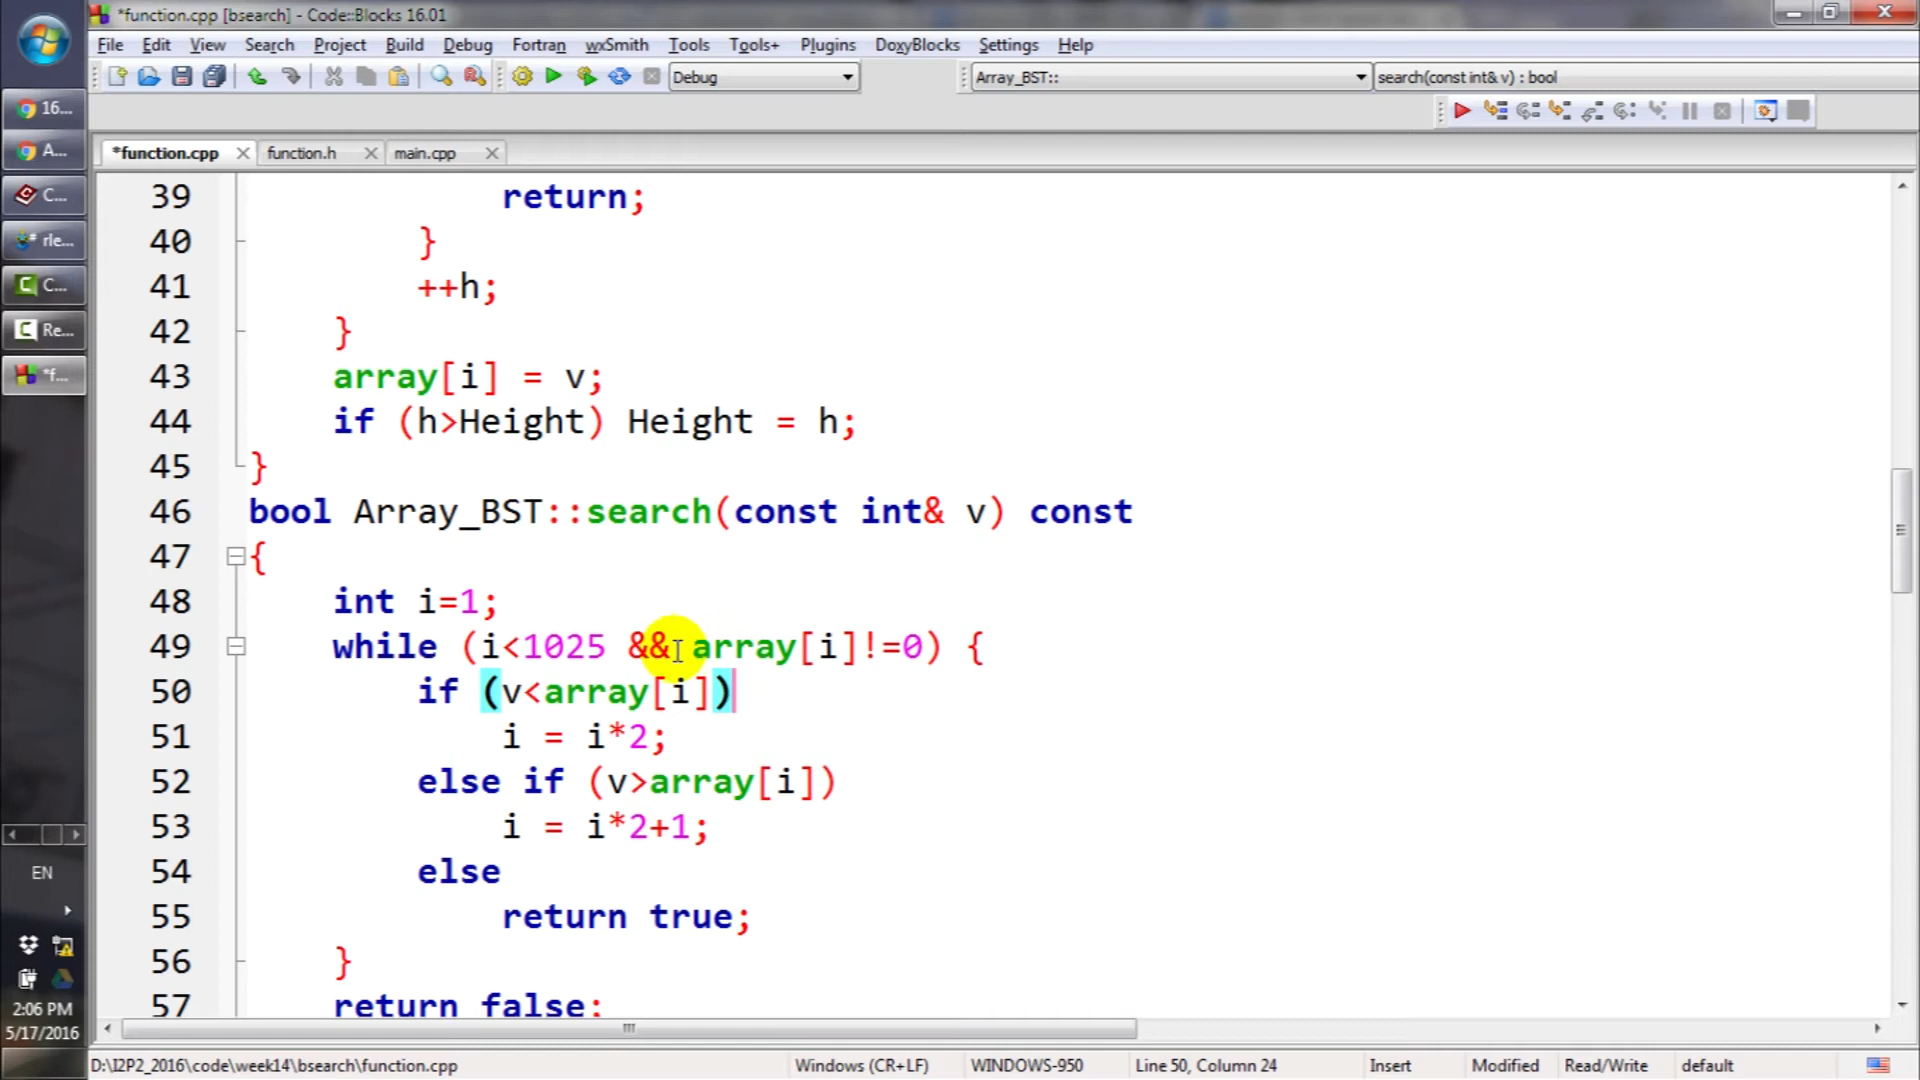 *function.cpp [bsearch] - Code::Blocks 16.01
File Edit View Search Project Build Debug Fortran wxSmith Tools Tools+ Plugins DoxyBlocks Settings Help
Debug Array_BST:: search(const int& v) : bool
*function.cpp function.h main.cpp
39 return;
40 }
41 ++h;
42 }
43 array[i] = v;
44 if (h>Height) Height = h;
45 }
46 bool Array_BST::search(const int& v) const
47 {
48 int i=1;
49 while (i<1025 && array[i]!=0) {
50 if (v<array[i])
51 i = i*2;
52 else if (v>array[i])
53 i = i*2+1;
54 else
55 return true;
56 }
57 return false;
16...
A...
C...
rle...
C...
Re...
*f...
EN
2:06 PM
5/17/2016
D:\I2P2_2016\code\week14\bsearch\function.cpp Windows (CR+LF) WINDOWS-950 Line 50, Column 24 Insert Modified Read/Write default